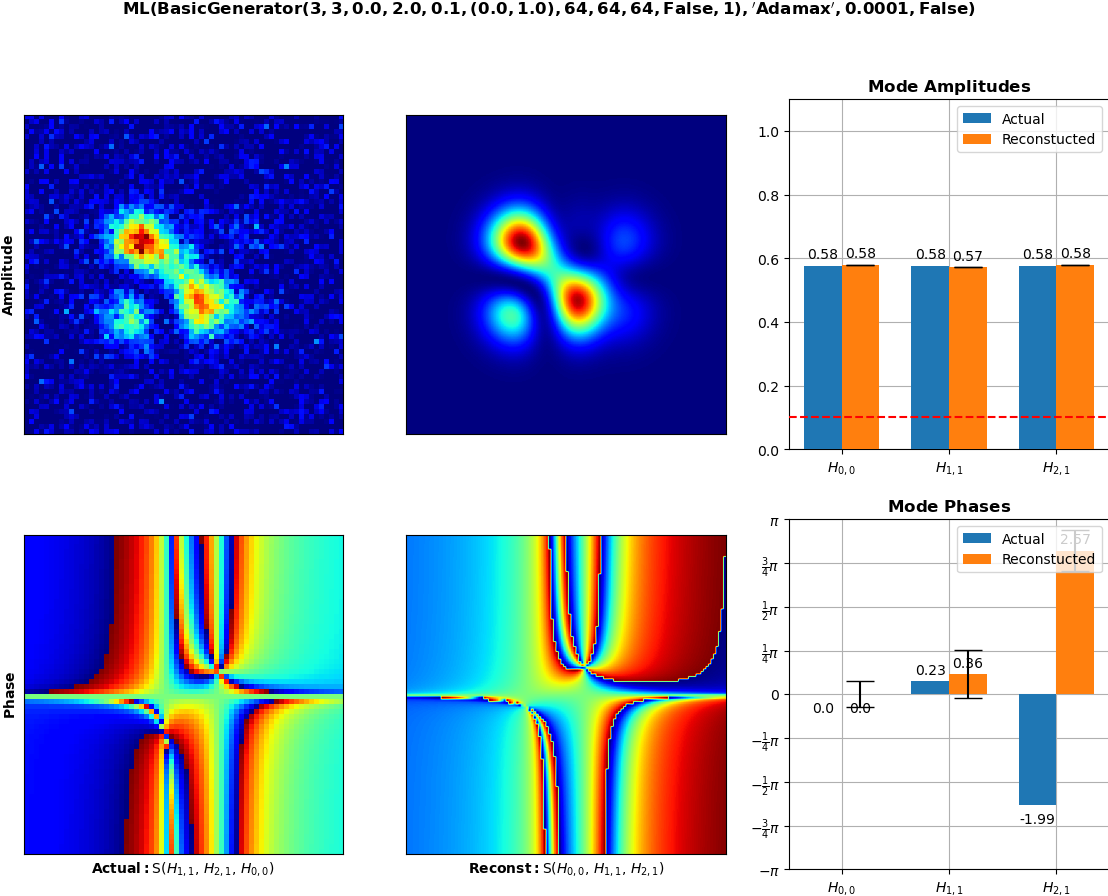 ML(BasicGenerator(3, 3, 0.0, 2.0, 0.1, (0.0, 1.0), 64, 64, 64, False, 1), ′Adamax′, 0.0001, False)
Amplitude
Mode Amplitudes
Actual
Reconstucted
1.0
0.8
0.6
0.4
0.2
0.0
0.58 0.58
0.58 0.57
0.58 0.58
H0,0
H1,1
H2,1
Phase
Actual: S(H1,1, H2,1, H0,0)
Reconst: S(H0,0, H1,1, H2,1)
Mode Phases
Actual
Reconstucted
π
3/4π
1/2π
1/4π
0
−1/4π
−1/2π
−3/4π
−π
0.0 0.0
0.23 0.36
-1.99 2.57
H0,0
H1,1
H2,1